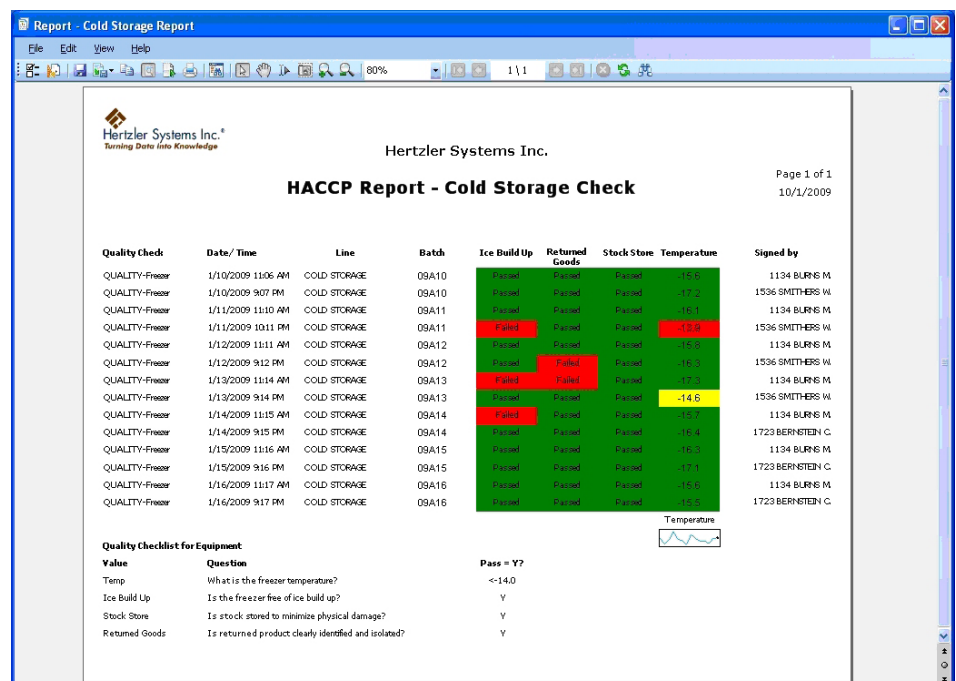 Report - Cold Storage Report
File Edit View Help
80% 1\1
Hertzler Systems Inc.®
Turning Data Into Knowledge
Hertzler Systems Inc.
Page 1 of 1
HACCP Report - Cold Storage Check
10/1/2009
Quality Check Date/Time Line Batch Ice Build Up Returned Goods Stock Store Temperature Signed by
QUALITY-Freezer 1/10/2009 11:06 AM COLD STORAGE 09A10 Passed Passed Passed -15.6 1134 BURNS M.
QUALITY-Freezer 1/10/2009 9:07 PM COLD STORAGE 09A10 Passed Passed Passed -17.2 1536 SMITHERS W.
QUALITY-Freezer 1/11/2009 11:10 AM COLD STORAGE 09A11 Passed Passed Passed -16.1 1134 BURNS M.
QUALITY-Freezer 1/11/2009 10:11 PM COLD STORAGE 09A11 Failed Passed Passed -13.9 1536 SMITHERS W.
QUALITY-Freezer 1/12/2009 11:11 AM COLD STORAGE 09A12 Passed Passed Passed -15.8 1134 BURNS M.
QUALITY-Freezer 1/12/2009 9:12 PM COLD STORAGE 09A12 Passed Failed Passed -16.3 1536 SMITHERS W.
QUALITY-Freezer 1/13/2009 11:14 AM COLD STORAGE 09A13 Failed Failed Passed -17.3 1134 BURNS M.
QUALITY-Freezer 1/13/2009 9:14 PM COLD STORAGE 09A13 Passed Passed Passed -14.6 1536 SMITHERS W.
QUALITY-Freezer 1/14/2009 11:15 AM COLD STORAGE 09A14 Failed Passed Passed -15.7 1134 BURNS M.
QUALITY-Freezer 1/14/2009 9:15 PM COLD STORAGE 09A14 Passed Passed Passed -16.4 1723 BERNSTEIN C.
QUALITY-Freezer 1/15/2009 11:16 AM COLD STORAGE 09A15 Passed Passed Passed -16.3 1134 BURNS M.
QUALITY-Freezer 1/15/2009 9:16 PM COLD STORAGE 09A15 Passed Passed Passed -17.1 1723 BERNSTEIN C.
QUALITY-Freezer 1/16/2009 11:17 AM COLD STORAGE 09A16 Passed Passed Passed -15.6 1134 BURNS M.
QUALITY-Freezer 1/16/2009 9:17 PM COLD STORAGE 09A16 Passed Passed Passed -15.5 1723 BERNSTEIN C.
Temperature
Quality Checklist for Equipment
Value Question Pass = Y?
Temp What is the freezer temperature? <-14.0
Ice Build Up Is the freezer free of ice build up? Y
Stock Store Is stock stored to minimize physical damage? Y
Returned Goods Is returned product clearly identified and isolated? Y